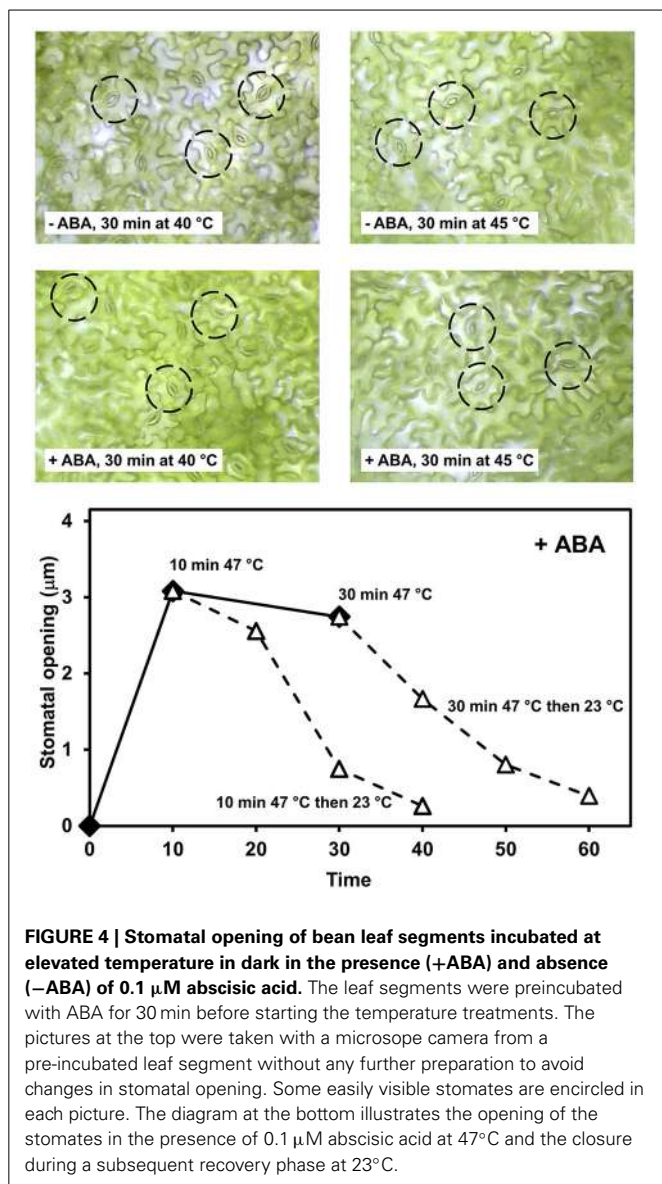 - ABA, 30 min at 40 °C
- ABA, 30 min at 45 °C
+ ABA, 30 min at 40 °C
+ ABA, 30 min at 45 °C
4
3
2
1
0
Stomatal opening (μm)
+ ABA
10 min 47 °C
30 min 47 °C
30 min 47 °C then 23 °C
10 min 47 °C then 23 °C
0 10 20 30 40 50 60
Time
FIGURE 4 | Stomatal opening of bean leaf segments incubated at
elevated temperature in dark in the presence (+ABA) and absence
(−ABA) of 0.1 μM abscisic acid. The leaf segments were preincubated
with ABA for 30 min before starting the temperature treatments. The
pictures at the top were taken with a microsope camera from a
pre-incubated leaf segment without any further preparation to avoid
changes in stomatal opening. Some easily visible stomates are encircled in
each picture. The diagram at the bottom illustrates the opening of the
stomates in the presence of 0.1 μM abscisic acid at 47°C and the closure
during a subsequent recovery phase at 23°C.